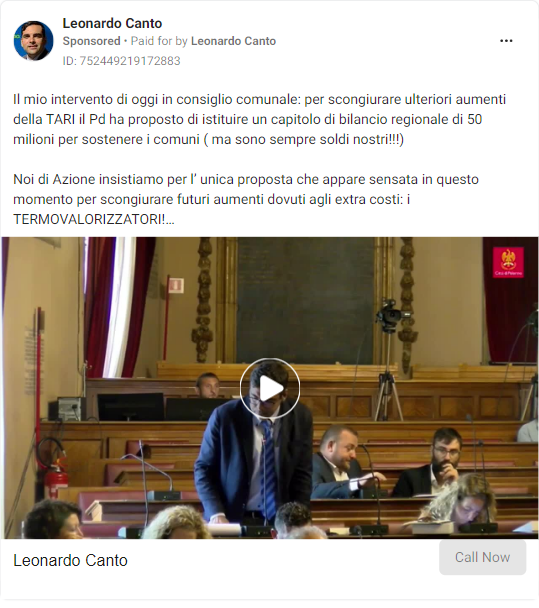 Leonardo Canto
Sponsored • Paid for by Leonardo Canto
ID: 752449219172883
Il mio intervento di oggi in consiglio comunale: per scongiurare ulteriori aumenti
della TARI il Pd ha proposto di istituire un capitolo di bilancio regionale di 50
milioni per sostenere i comuni ( ma sono sempre soldi nostri!!!)
Noi di Azione insistiamo per l’ unica proposta che appare sensata in questo
momento per scongiurare futuri aumenti dovuti agli extra costi: i
TERMOVALORIZZATORI!...
Città di Palermo
Leonardo Canto
Call Now